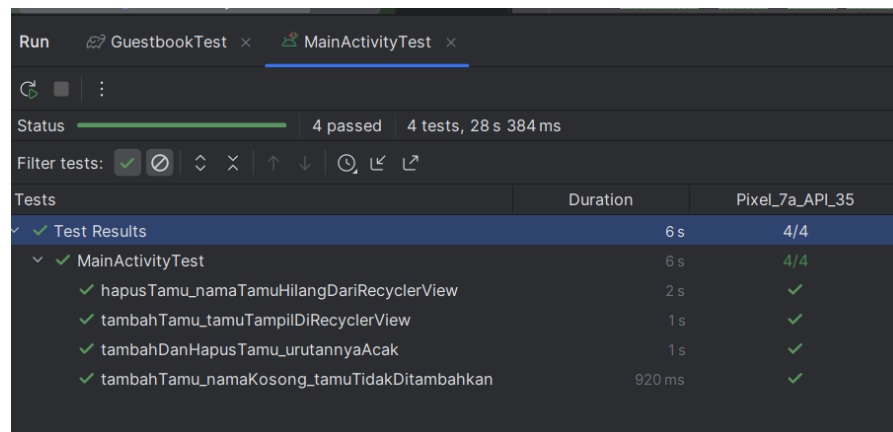 Run GuestbookTest × MainActivityTest ×
Status 4 passed 4 tests, 28 s 384 ms
Filter tests:
Tests Duration Pixel_7a_API_35
Test Results 6 s 4/4
MainActivityTest 6 s 4/4
hapusTamu_namaTamuHilangDariRecyclerView 2 s
tambahTamu_tamuTampilDiRecyclerView 1 s
tambahDanHapusTamu_urutannyaAcak 1 s
tambahTamu_namaKosong_tamuTidakDitambahkan 920 ms